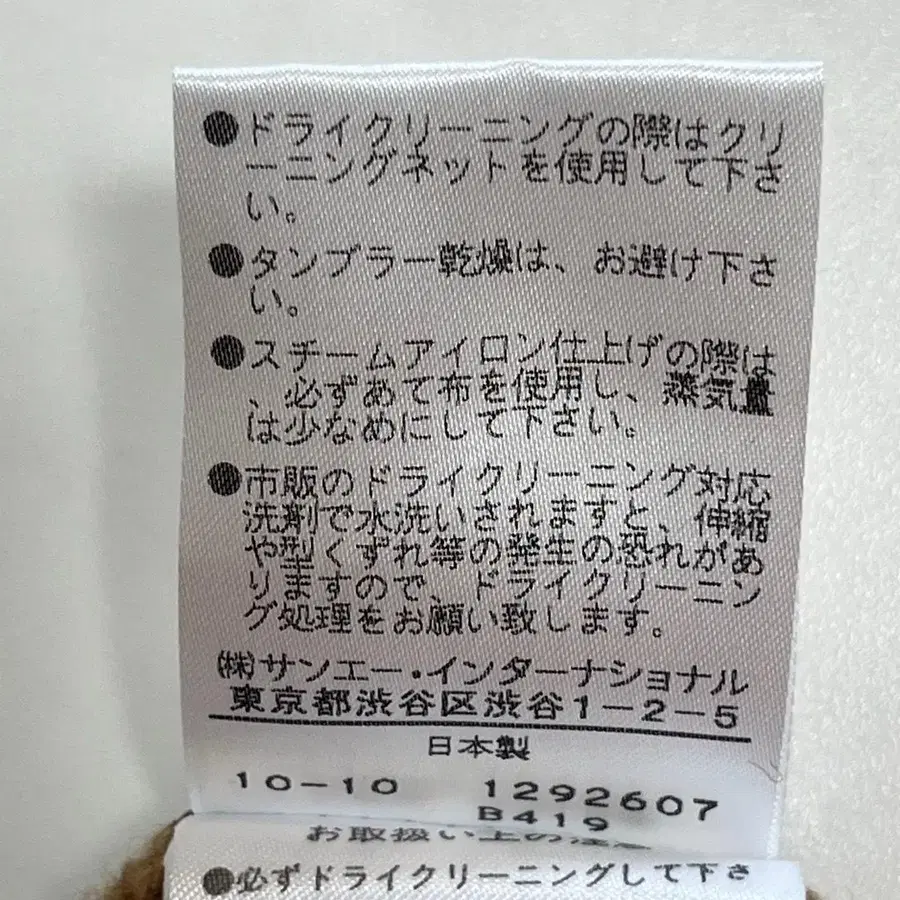 ●ドライクリーニングの際はクリ
ーニングネットを使用して下さ
い。
●タンブラー乾燥は、お避け下さ
い。
●スチームアイロン仕上げの際は
、必ずあて布を使用し、蒸気量
は少なめにして下さい。
●市販のドライクリーニング対応
洗剤で水洗いされますと、伸縮
や型くずれ等の発生の恐れがあ
りますので、ドライクリーニン
グ処理をお願い致します。
㈱サンエー・インターナショナル
東京都渋谷区渋谷1-2-5
日本製
10-10 1292607
B419
お取扱い上の注意
●必ずドライクリーニングして下さ